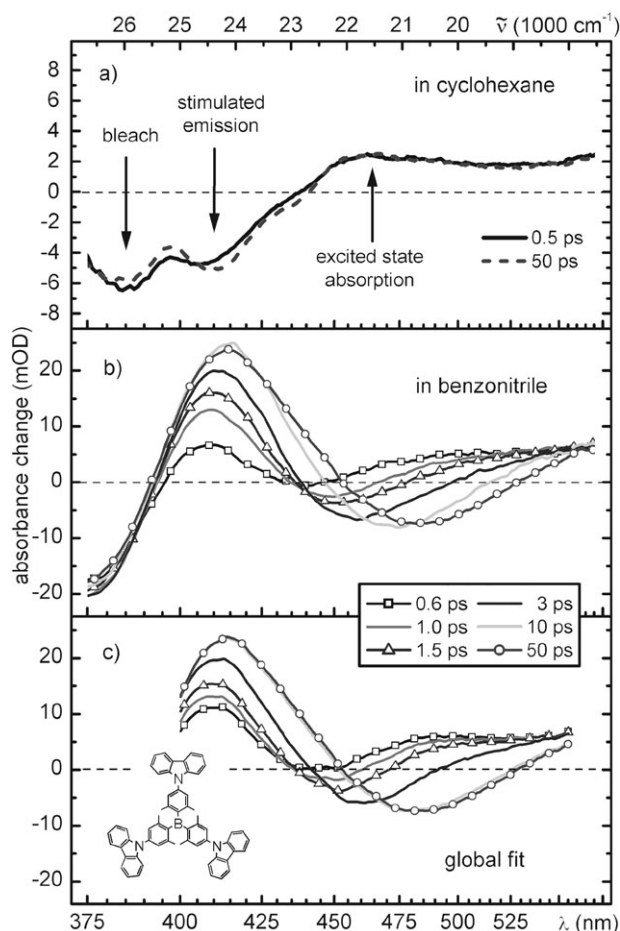 26 25 24 23 22 21 20 ν̃ (1000 cm⁻¹)
a)
in cyclohexane
stimulated
emission
bleach
excited state
absorption
0.5 ps
50 ps
8
6
4
2
0
-2
-4
-6
-8
absorbance change (mOD)
b)
in benzonitrile
20
10
0
-10
-20
0.6 ps 3 ps
1.0 ps 10 ps
1.5 ps 50 ps
c)
20
10
0
-10
-20
N
B
N N
global fit
375 400 425 450 475 500 525 λ (nm)